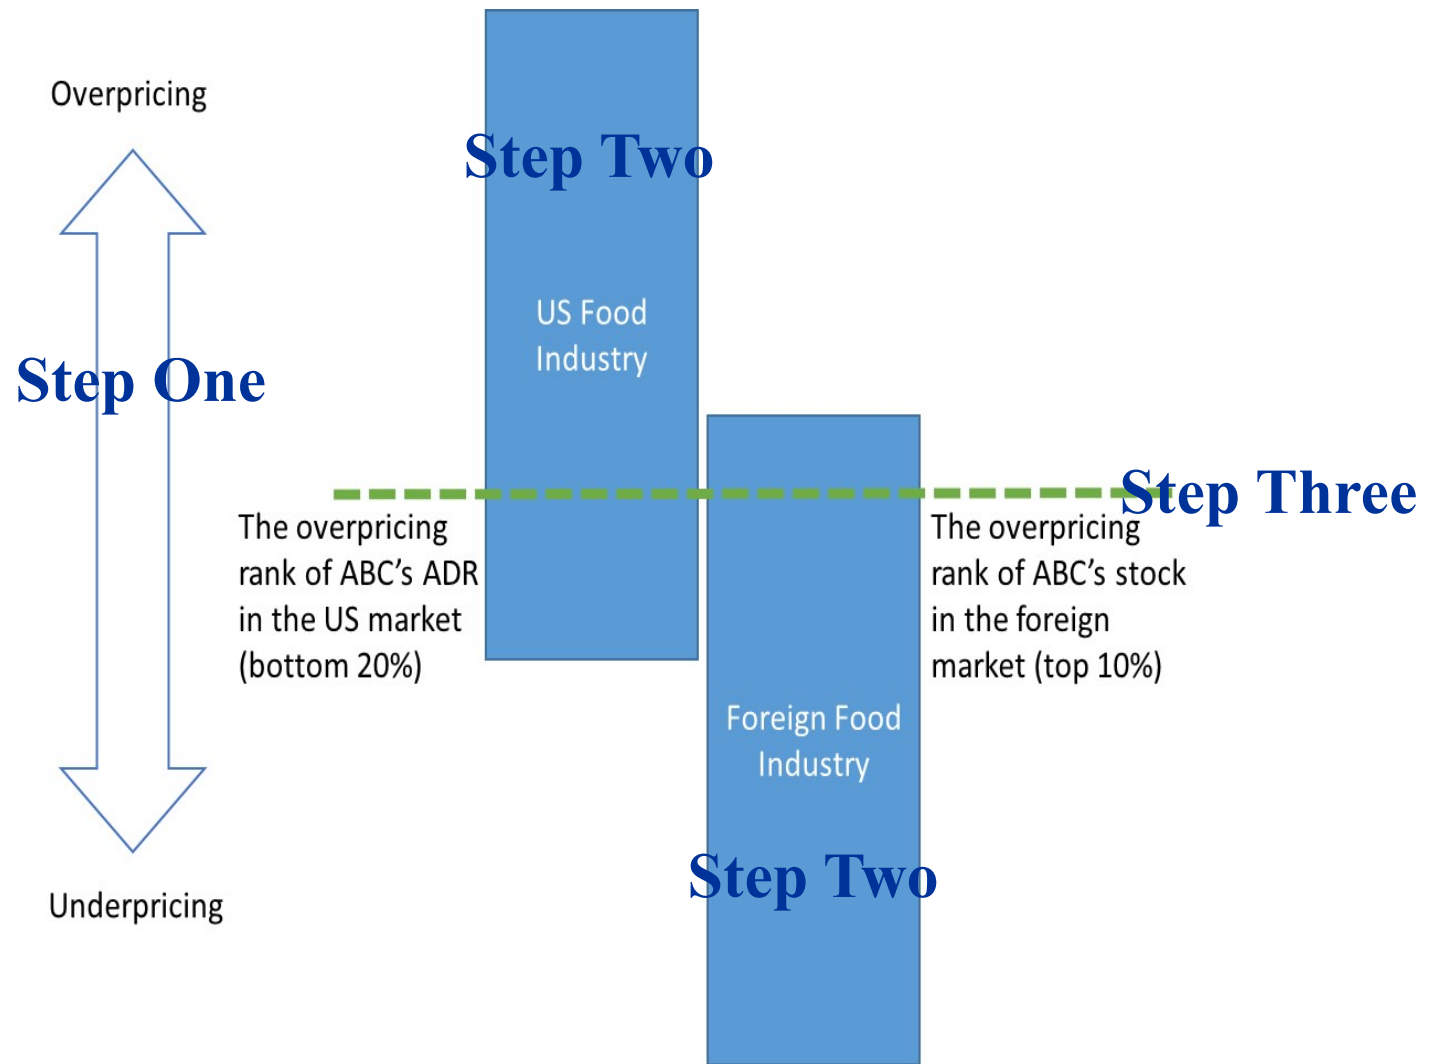 Overpricing
Step Two
US Food
Industry
Step One
Step Three
The overpricing
rank of ABC’s ADR
in the US market
(bottom 20%)
The overpricing
rank of ABC’s stock
in the foreign
market (top 10%)
Foreign Food
Industry
Step Two
Underpricing